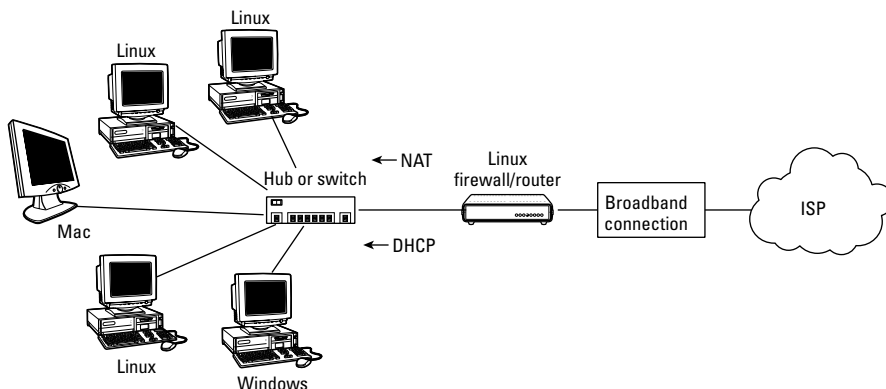 Linux
Linux
Hub or switch
← NAT
Linux
firewall/router
Broadband
connection
ISP
Mac
← DHCP
Linux
Windows